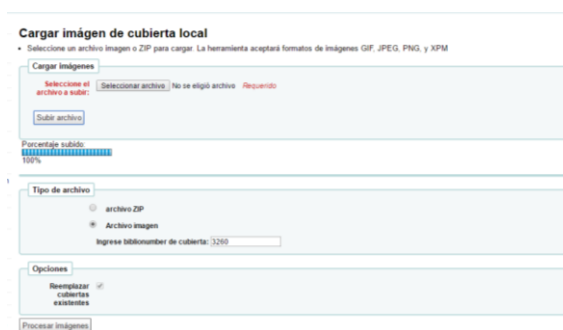 Cargar imágen de cubierta local
Seleccione un archivo imagen o ZIP para cargar. La herramienta aceptará formatos de imágenes GIF, JPEG, PNG, y XPM
Cargar imágenes
Seleccione el archivo a subir: Seleccionar archivo No se eligió archivo Requerido
Subir archivo
Porcentaje subido:
100%
Tipo de archivo
archivo ZIP
Archivo imagen
Ingrese biblionumber de cubierta: 3260
Opciones
Reemplazar
cubiertas
existentes
Procesar imágenes